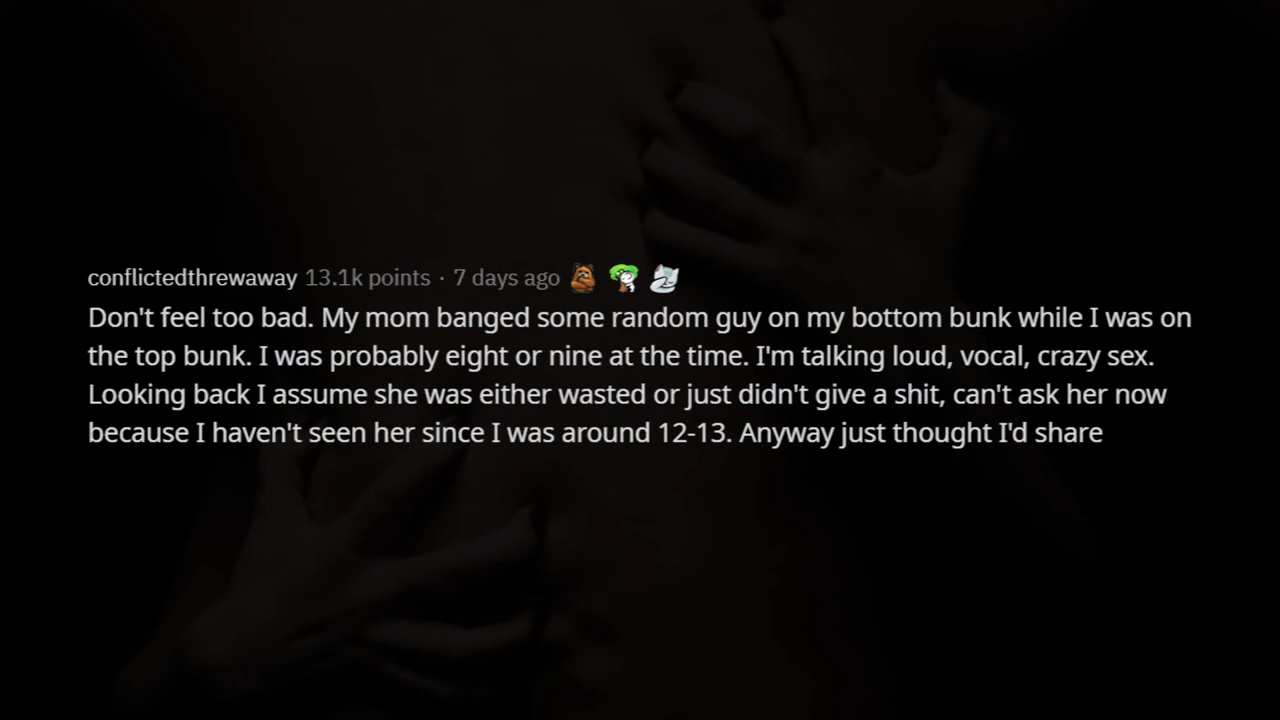 conflictedthrewaway 13.1k points · 7 days ago
Don't feel too bad. My mom banged some random guy on my bottom bunk while I was on
the top bunk. I was probably eight or nine at the time. I'm talking loud, vocal, crazy sex.
Looking back I assume she was either wasted or just didn't give a shit, can't ask her now
because I haven't seen her since I was around 12-13. Anyway just thought I'd share